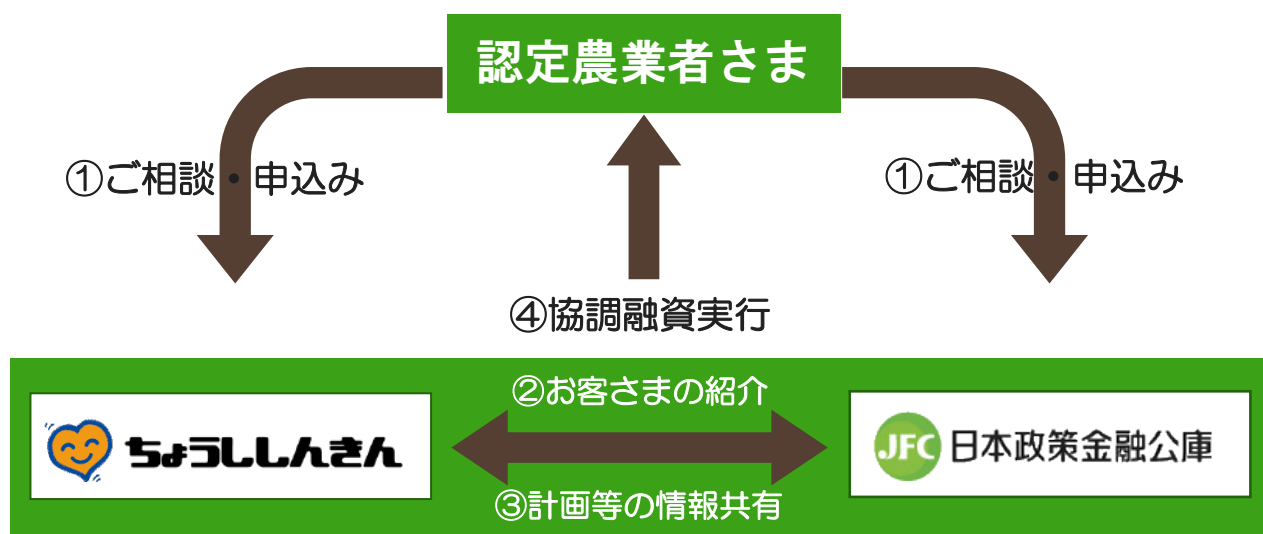 認定農業者さま
①ご相談・申込み
①ご相談・申込み
④協調融資実行
②お客さまの紹介
ちょうししんきん
JFC 日本政策金融公庫
③計画等の情報共有